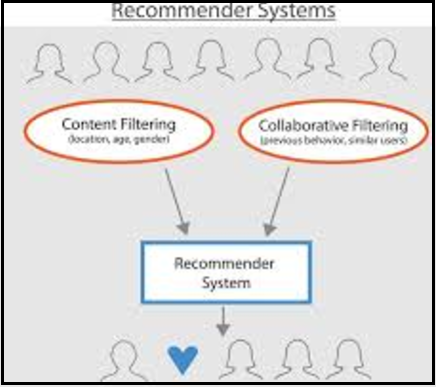 Recommender Systems
Content Filtering
(location, age, gender)
Collaborative Filtering
(previous behavior, similar users)
Recommender
System